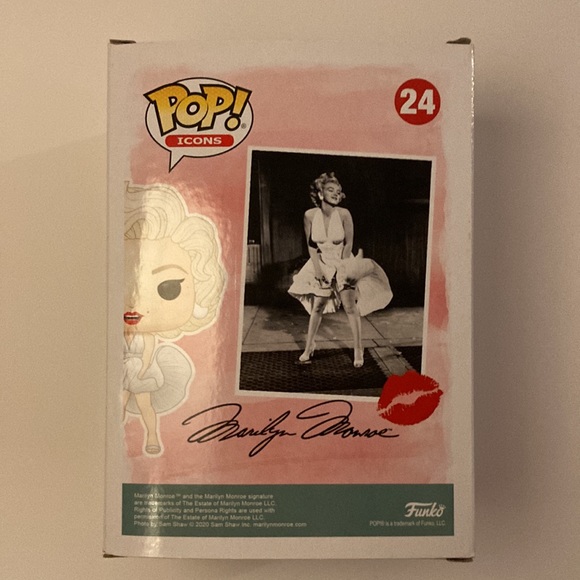 POP!
ICONS
24
Marilyn Monroe
Marilyn Monroe™ and the Marilyn Monroe signature
are trademarks of The Estate of Marilyn Monroe LLC.
Rights of Publicity and Persona Rights are used with
permission of The Estate of Marilyn Monroe LLC.
Photo by Sam Shaw © 2020 Sam Shaw Inc. marilynmonroe.com
Funko
POP!® is a trademark of Funko, LLC